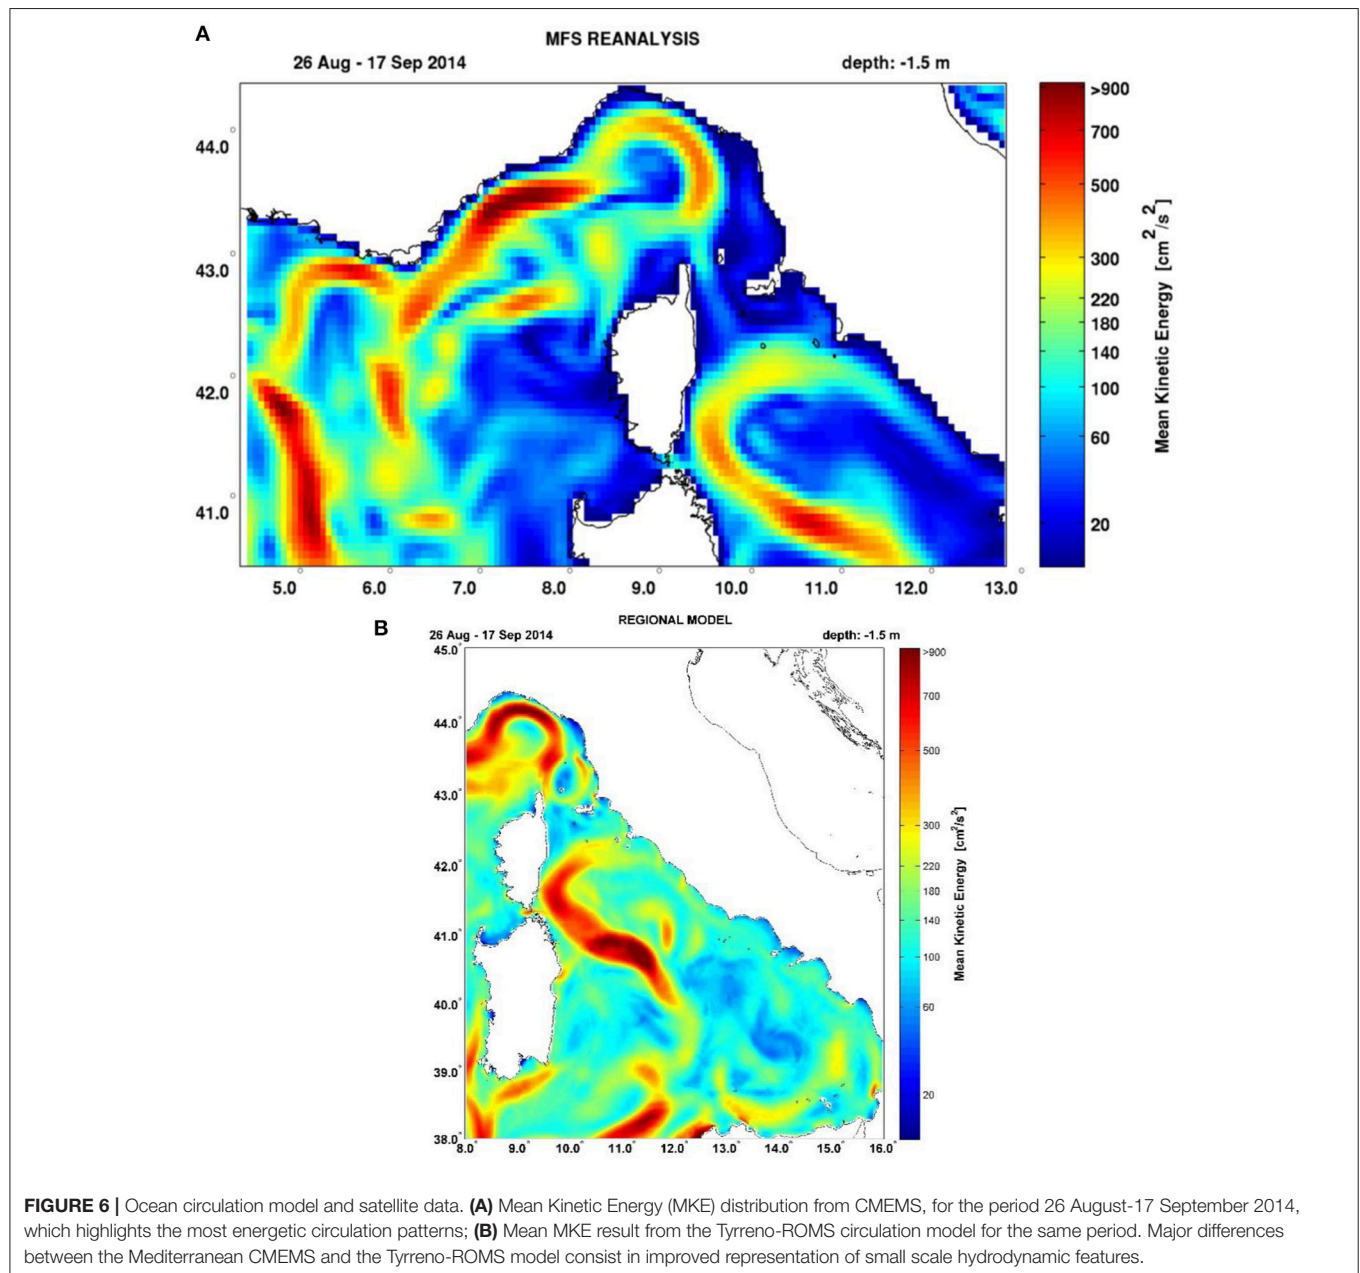 A
MFS REANALYSIS
26 Aug - 17 Sep 2014 depth: -1.5 m
44.0
43.0
42.0
41.0
5.0 6.0 7.0 8.0 9.0 10.0 11.0 12.0 13.0
>900
700
500
300
220
180
140
100
60
20
Mean Kinetic Energy [cm²/s²]
B
REGIONAL MODEL
26 Aug - 17 Sep 2014 depth: -1.5 m
45.0°
44.0°
43.0°
42.0°
41.0°
40.0°
39.0°
38.0°
8.0° 9.0° 10.0° 11.0° 12.0° 13.0° 14.0° 15.0° 16.0°
>900
700
500
300
220
180
140
100
60
20
Mean Kinetic Energy [cm²/s²]
FIGURE 6 | Ocean circulation model and satellite data. (A) Mean Kinetic Energy (MKE) distribution from CMEMS, for the period 26 August-17 September 2014,
which highlights the most energetic circulation patterns; (B) Mean MKE result from the Tyrreno-ROMS circulation model for the same period. Major differences
between the Mediterranean CMEMS and the Tyrreno-ROMS model consist in improved representation of small scale hydrodynamic features.